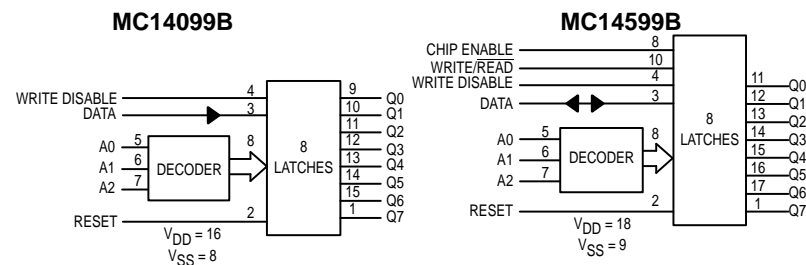 MC14099B
WRITE DISABLE 4
DATA 3
A0 5
A1 6
A2 7
DECODER
8
8
LATCHES
RESET 2
9 Q0
10 Q1
11 Q2
12 Q3
13 Q4
14 Q5
15 Q6
1 Q7
VDD = 16
VSS = 8
MC14599B
CHIP ENABLE 8
WRITE/READ 10
WRITE DISABLE 4
DATA 3
A0 5
A1 6
A2 7
DECODER
8
8
LATCHES
RESET 2
11 Q0
12 Q1
13 Q2
14 Q3
15 Q4
16 Q5
17 Q6
1 Q7
VDD = 18
VSS = 9